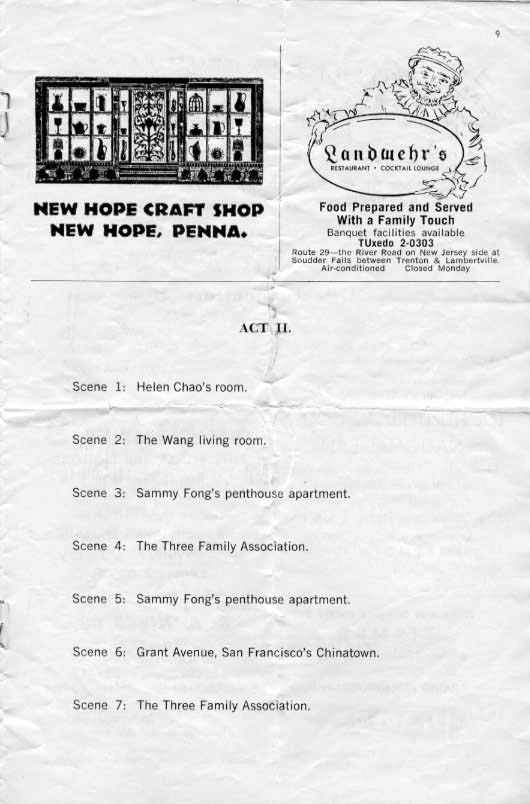 9
NEW HOPE CRAFT SHOP
NEW HOPE, PENNA.
Landwehr's
RESTAURANT • COCKTAIL LOUNGE
Food Prepared and Served
With a Family Touch
Banquet facilities available
TUxedo 2-0303
Route 29—the River Road on New Jersey side at
Soudder Falls between Trenton & Lambertville.
Air-conditioned Closed Monday
ACT II.
Scene 1: Helen Chao's room.
Scene 2: The Wang living room.
Scene 3: Sammy Fong's penthouse apartment.
Scene 4: The Three Family Association.
Scene 5: Sammy Fong's penthouse apartment.
Scene 6: Grant Avenue, San Francisco's Chinatown.
Scene 7: The Three Family Association.